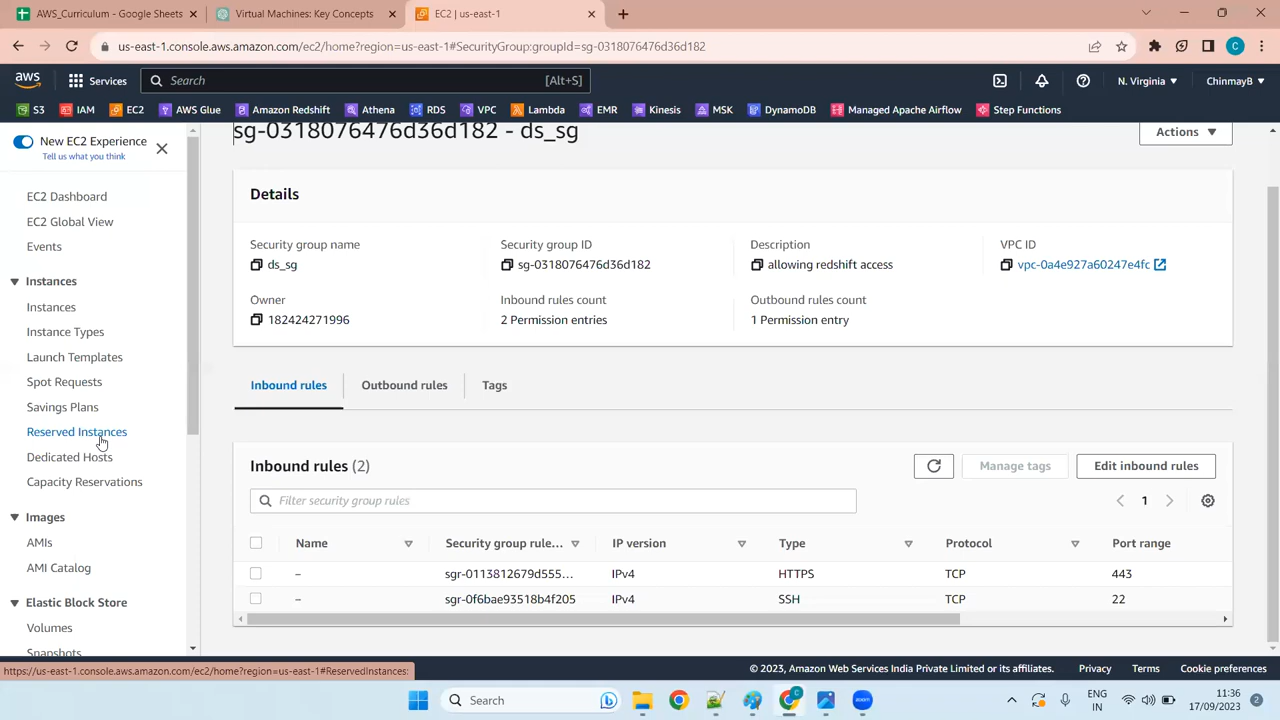 AWS_Curriculum - Google Sheets
Virtual Machines: Key Concepts
EC2 | us-east-1
us-east-1.console.aws.amazon.com/ec2/home?region=us-east-1#SecurityGroup:groupId=sg-0318076476d36d182
C
aws
Services
Search
[Alt+S]
N. Virginia
ChinmayB
S3
IAM
EC2
AWS Glue
Amazon Redshift
Athena
RDS
VPC
Lambda
EMR
Kinesis
MSK
DynamoDB
Managed Apache Airflow
Step Functions
New EC2 Experience
Tell us what you think
EC2 Dashboard
EC2 Global View
Events
Instances
Instances
Instance Types
Launch Templates
Spot Requests
Savings Plans
Reserved Instances
Dedicated Hosts
Capacity Reservations
Images
AMIs
AMI Catalog
Elastic Block Store
Volumes
Snapshots
sg-0318076476d36d182 - ds_sg
Actions
Details
Security group name
ds_sg
Security group ID
sg-0318076476d36d182
Description
allowing redshift access
VPC ID
vpc-0a4e927a60247e4fc
Owner
182424271996
Inbound rules count
2 Permission entries
Outbound rules count
1 Permission entry
Inbound rules
Outbound rules
Tags
Inbound rules (2)
Manage tags
Edit inbound rules
Filter security group rules
1
Name
Security group rule...
IP version
Type
Protocol
Port range
– sgr-0113812679d555... IPv4 HTTPS TCP 443
– sgr-0f6bae93518b4f205 IPv4 SSH TCP 22
https://us-east-1.console.aws.amazon.com/ec2/home?region=us-east-1#ReservedInstances:
© 2023, Amazon Web Services India Private Limited or its affiliates.
Privacy
Terms
Cookie preferences
Search
ENG
IN
11:36
17/09/2023